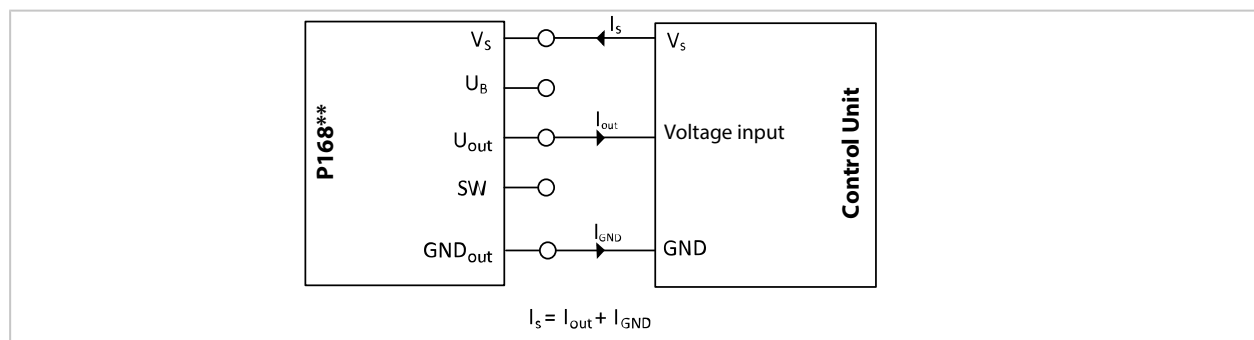 I_s
V_S
V_s
U_B
P168**
I_out
U_out
Voltage input
Control Unit
SW
I_GND
GND_out
GND
I_s = I_out + I_GND